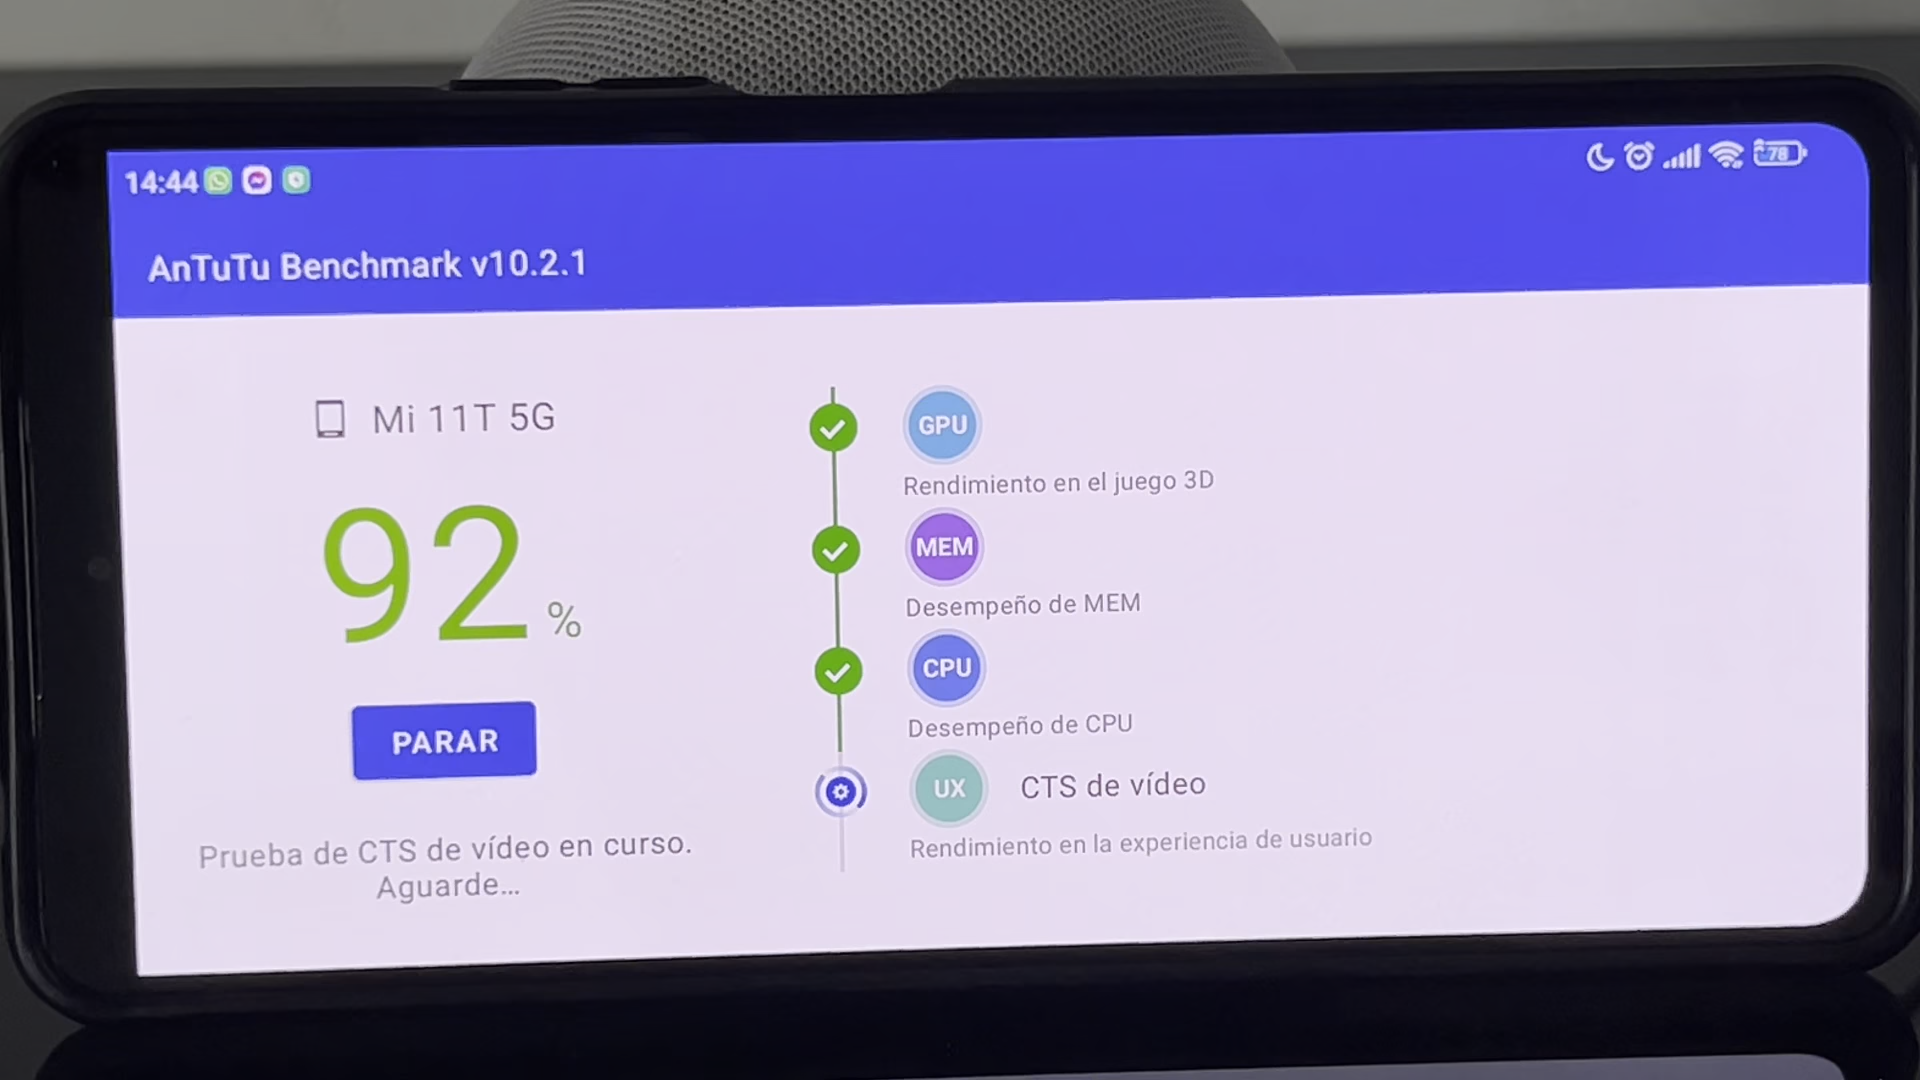 14:44
78
AnTuTu Benchmark v10.2.1
Mi 11T 5G
92 %
PARAR
Prueba de CTS de vídeo en curso.
Aguarde...
GPU
Rendimiento en el juego 3D
MEM
Desempeño de MEM
CPU
Desempeño de CPU
UX CTS de vídeo
Rendimiento en la experiencia de usuario